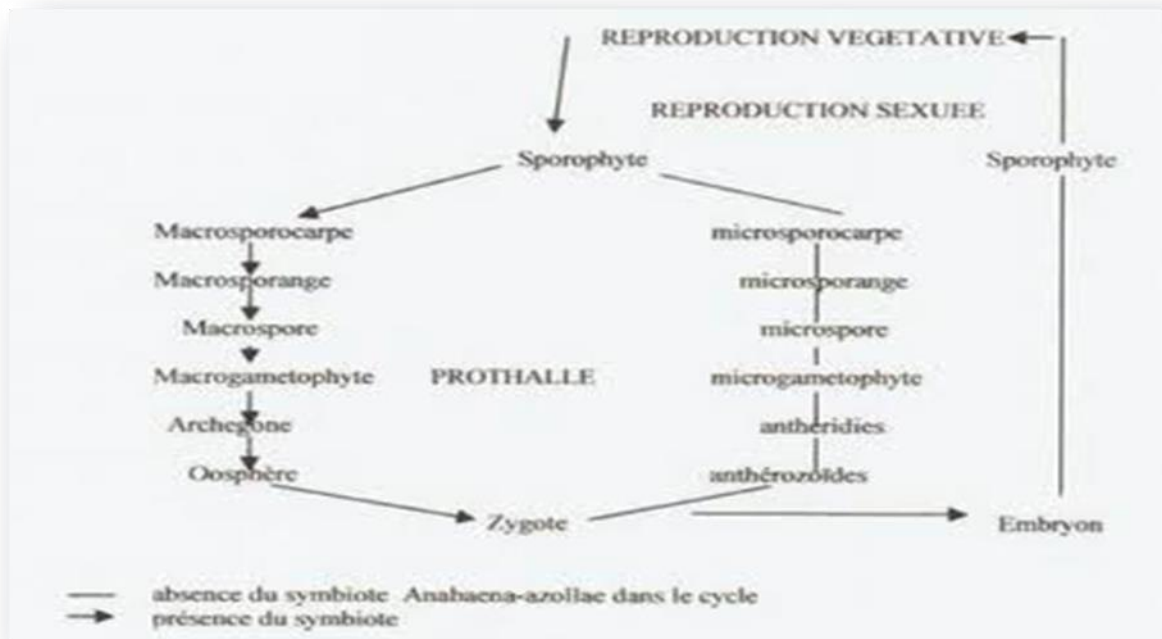 REPRODUCTION VEGETATIVE
REPRODUCTION SEXUEE
Sporophyte
Sporophyte
Macrosporocarpe
microsporocarpe
Macrosporange
microsporange
Macrospore
microspore
Macrogametophyte
PROTHALLE
microgametophyte
Archegone
anthéridies
Oosphère
anthérozoïdes
Zygote
Embryon
absence du symbiote Anabaena-azollae dans le cycle
présence du symbiote